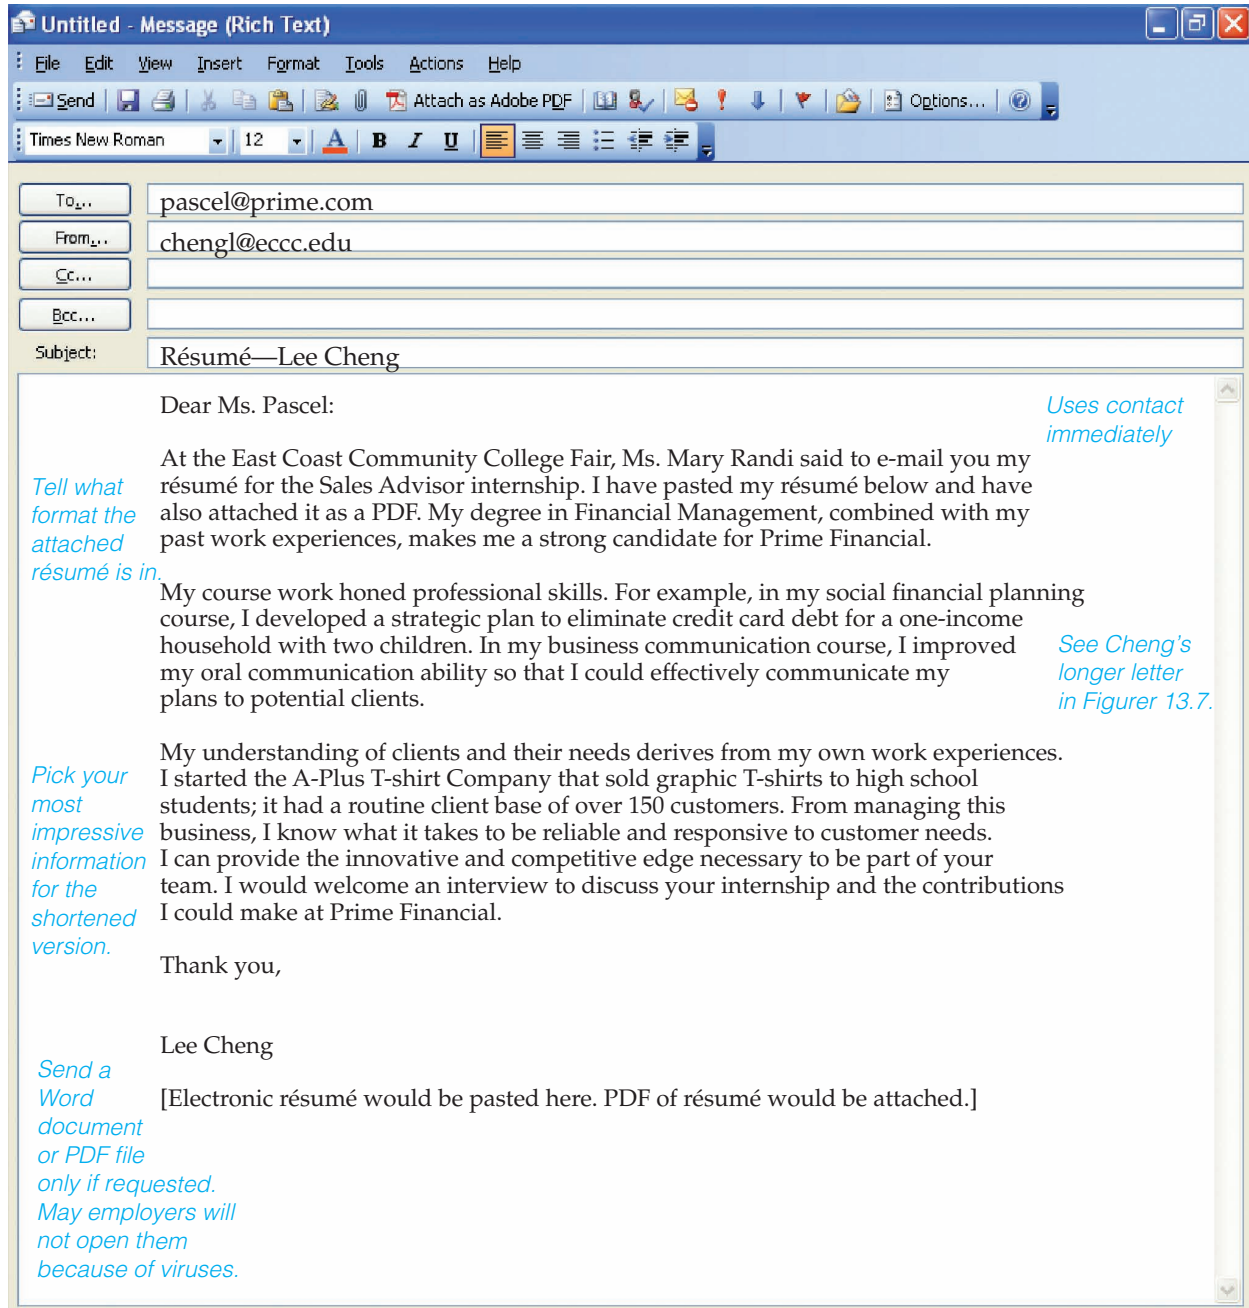 Untitled - Message (Rich Text)
File Edit View Insert Format Tools Actions Help
Send Attach as Adobe PDF Options...
Times New Roman 12 A B I U
To... pascel@prime.com
From... chengl@eccc.edu
Cc...
Bcc...
Subject: Résumé—Lee Cheng
Dear Ms. Pascel:
Uses contact
immediately
At the East Coast Community College Fair, Ms. Mary Randi said to e-mail you my
résumé for the Sales Advisor internship. I have pasted my résumé below and have
also attached it as a PDF. My degree in Financial Management, combined with my
past work experiences, makes me a strong candidate for Prime Financial.
Tell what
format the
attached
résumé is in.
My course work honed professional skills. For example, in my social financial planning
course, I developed a strategic plan to eliminate credit card debt for a one-income
household with two children. In my business communication course, I improved
my oral communication ability so that I could effectively communicate my
plans to potential clients.
See Cheng's
longer letter
in Figurer 13.7.
My understanding of clients and their needs derives from my own work experiences.
I started the A-Plus T-shirt Company that sold graphic T-shirts to high school
students; it had a routine client base of over 150 customers. From managing this
business, I know what it takes to be reliable and responsive to customer needs.
I can provide the innovative and competitive edge necessary to be part of your
team. I would welcome an interview to discuss your internship and the contributions
I could make at Prime Financial.
Pick your
most
impressive
information
for the
shortened
version.
Thank you,
Lee Cheng
[Electronic résumé would be pasted here. PDF of résumé would be attached.]
Send a
Word
document
or PDF file
only if requested.
May employers will
not open them
because of viruses.